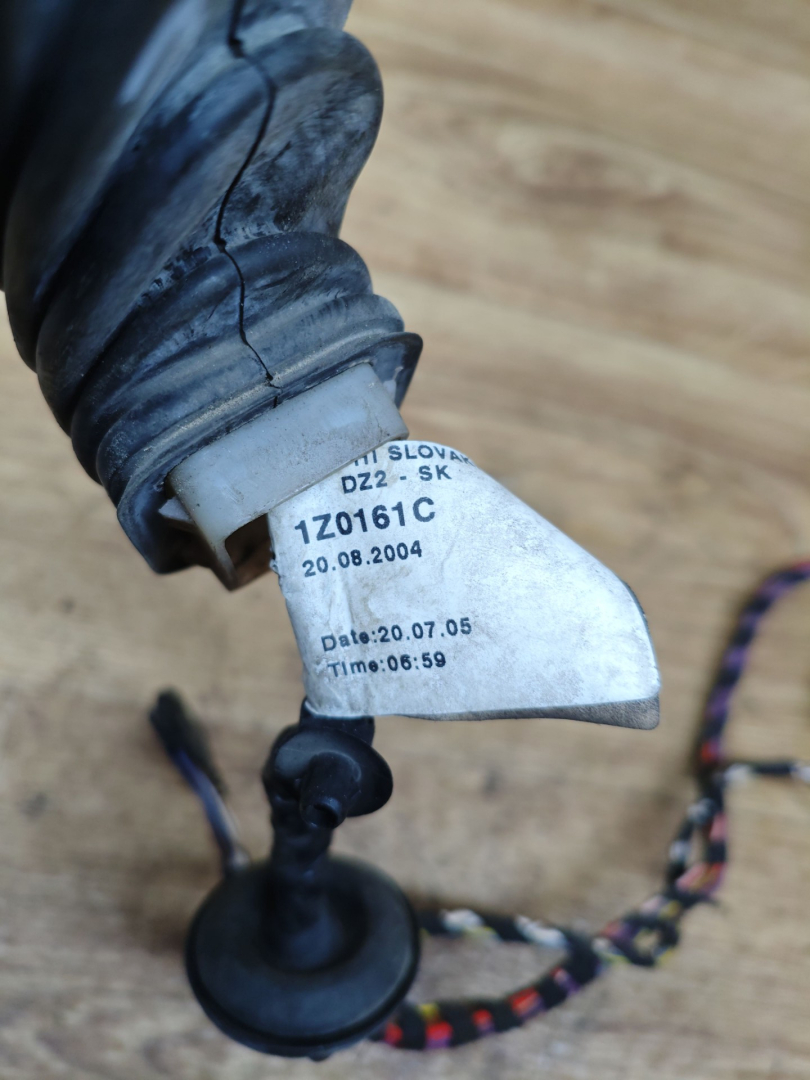 DZ2 - SK
1Z0161C
20.08.2004
Date:20.07.05
Time:06:59